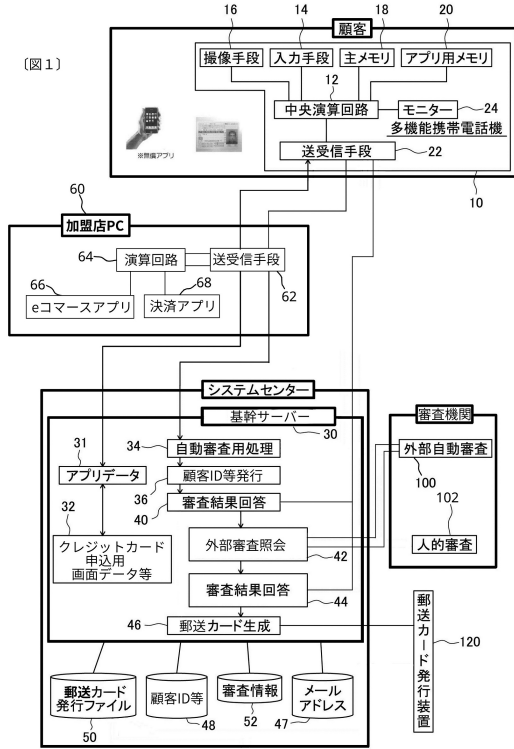 〔図1〕
顧客
16
14
18
20
撮像手段
入力手段
主メモリ
アプリ用メモリ
12
中央演算回路
モニター
24
多機能携帯電話機
送受信手段
22
10
※無償アプリ
60
加盟店PC
64
演算回路
送受信手段
62
66
eコマースアプリ
68
決済アプリ
システムセンター
基幹サーバー
30
31
アプリデータ
34
自動審査用処理
36
顧客ID等発行
40
審査結果回答
32
クレジットカード
申込用
画面データ等
外部審査照会
42
審査結果回答
44
46
郵送カード生成
審査機関
外部自動審査
100
102
人的審査
郵送カード発行装置
120
郵送カード
発行ファイル
50
顧客ID等
48
審査情報
52
メール
アドレス
47